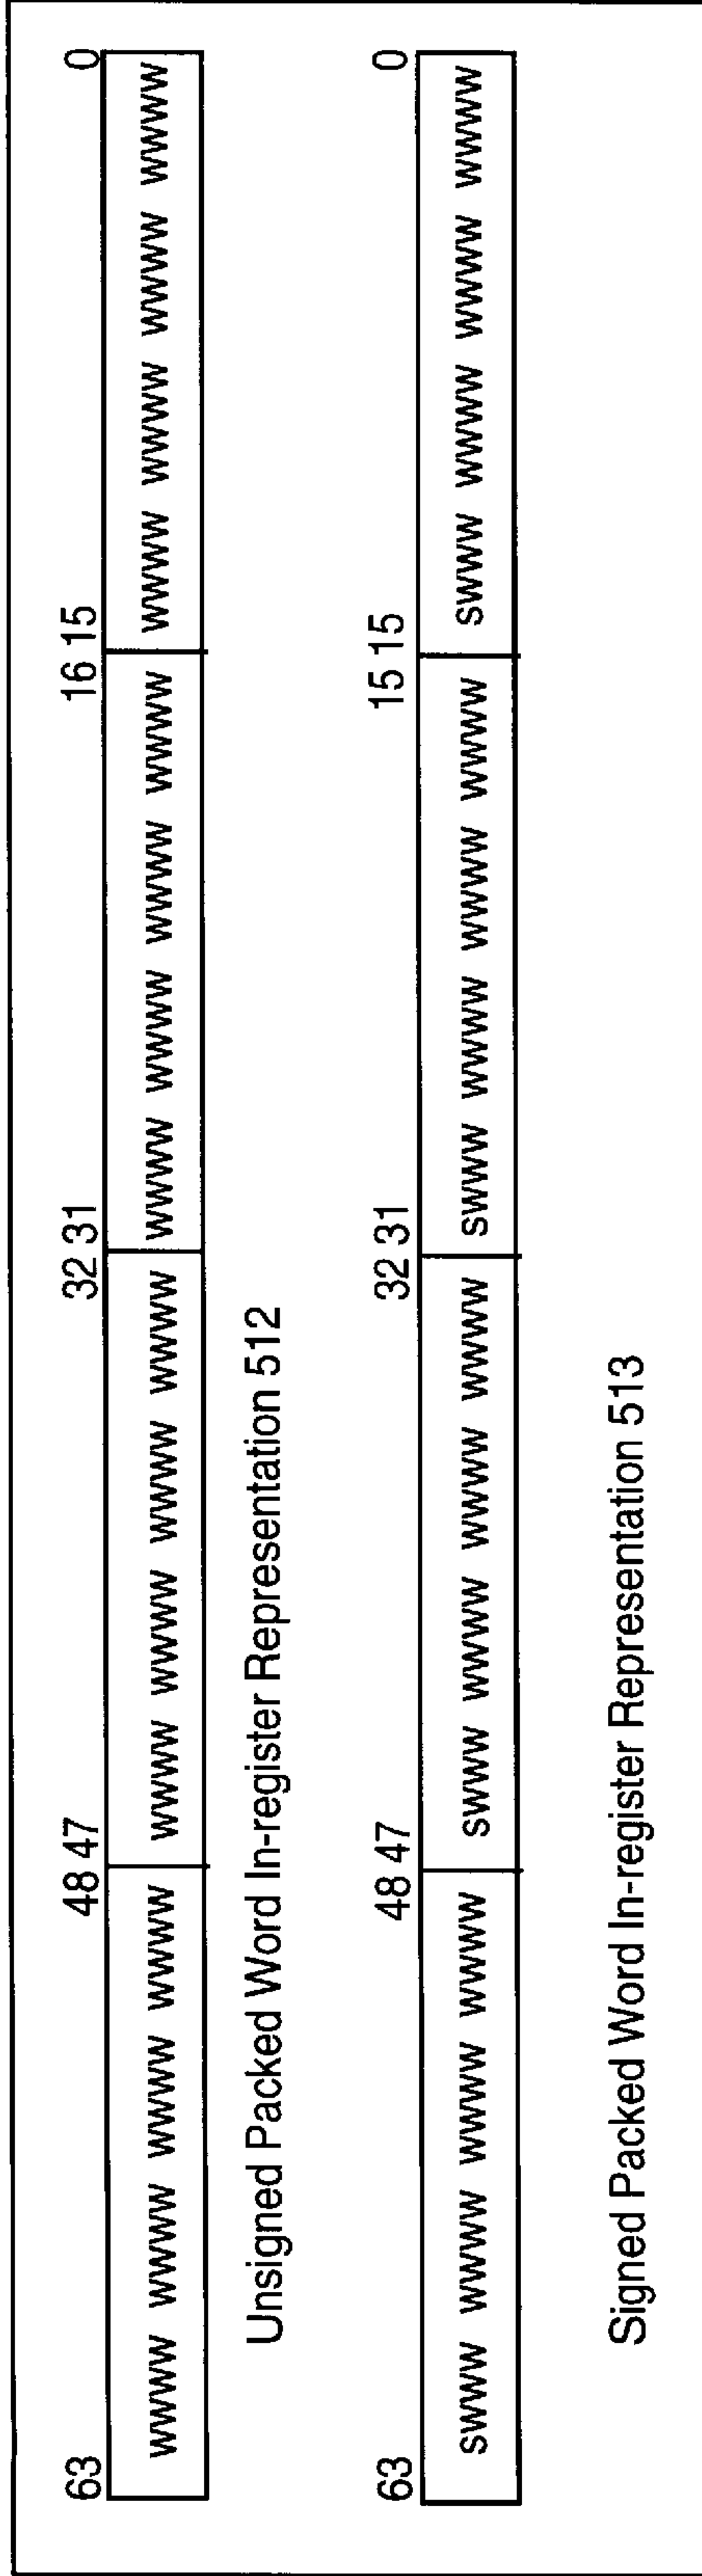 63 48 47 32 31 16 15 0
wwww wwww wwww wwww wwww wwww wwww wwww wwww wwww wwww wwww wwww wwww wwww wwww
Unsigned Packed Word In-register Representation 512
63 48 47 32 31 15 15 0
swww wwww wwww wwww swww wwww wwww wwww swww wwww wwww wwww swww wwww wwww wwww
Signed Packed Word In-register Representation 513